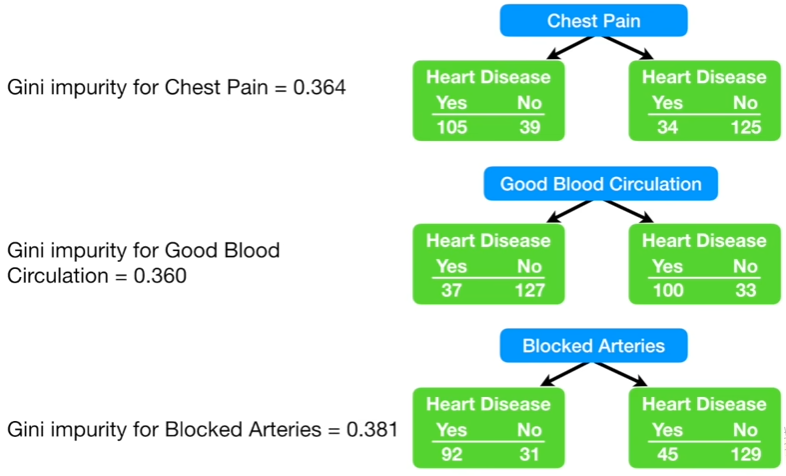 Chest Pain
Gini impurity for Chest Pain = 0.364
Heart Disease
Yes No
105 39
Heart Disease
Yes No
34 125
Good Blood Circulation
Gini impurity for Good Blood
Circulation = 0.360
Heart Disease
Yes No
37 127
Heart Disease
Yes No
100 33
Blocked Arteries
Gini impurity for Blocked Arteries = 0.381
Heart Disease
Yes No
92 31
Heart Disease
Yes No
45 129